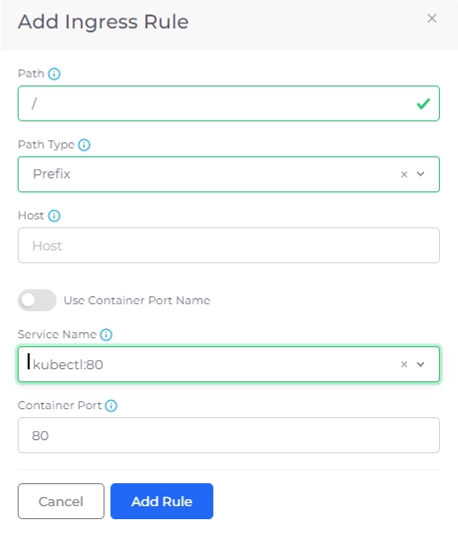 Add Ingress Rule
Path
/
Path Type
Prefix
Host
Host
Use Container Port Name
Service Name
kubectl:80
Container Port
80
Cancel
Add Rule